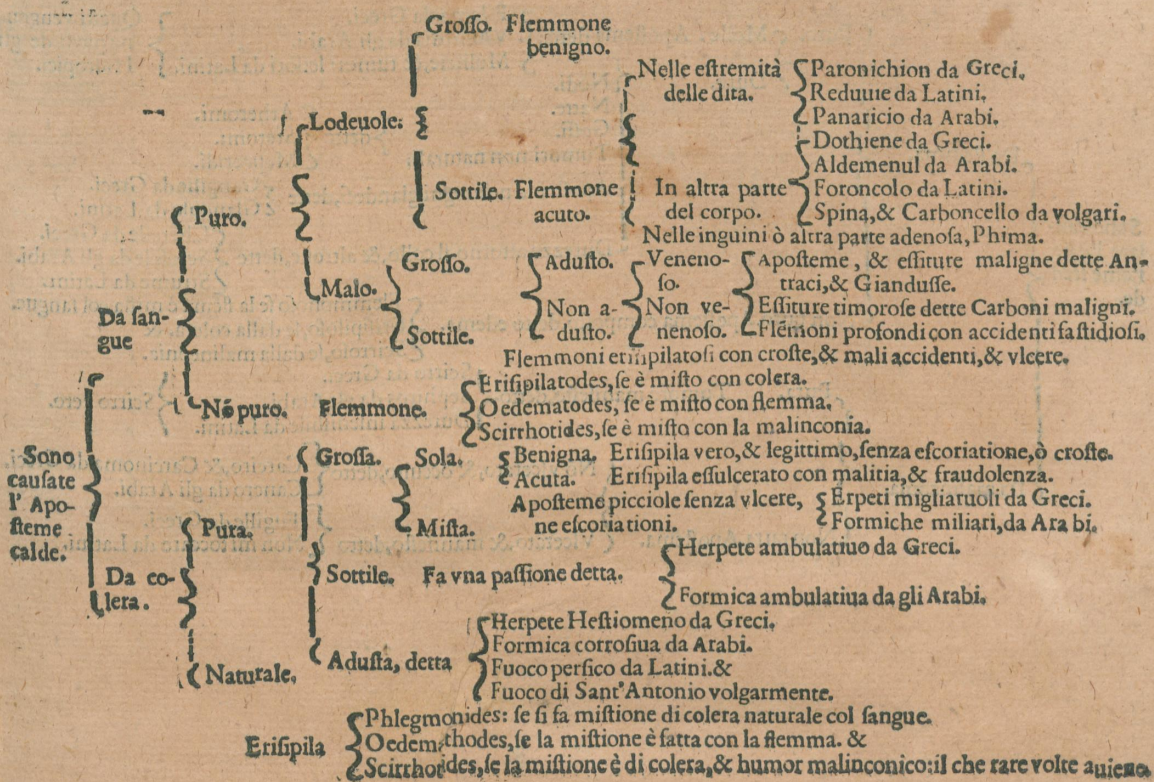 Groſſo. Flemmone
benigno.
Nelle eſtremità
delle dita.
Paronichion da Greci.
Reduuie da Latini.
Panaricio da Arabi.
Lodeuole.
Dothiene da Greci.
Aldemenul da Arabi.
Foroncolo da Latini.
Spina, & Carboncello da volgari.
Sottile. Flemmone
acuto.
In altra parte
del corpo.
Puro.
Nelle inguini ò altra parte adenoſa, Phima.
Malo.
Groſſo.
Sottile.
Aduſto.
Non a-
duſto.
Veneno-
ſo.
Non ve-
nenoſo.
Apoſteme, & eſſiture maligne dette An-
traci, & Gianduſſe.
Eſſiture timoroſe dette Carboni maligni.
Flēmoni profondi con accidenti faſtidioſi.
Da ſan-
gue
Flemmoni eriſipilatoſi con croſte, & mali accidenti, & vlcere.
Nō puro. Flemmone.
Eriſipilatodes, ſe è miſto con colera.
Oedematodes, ſe è miſto con flemma.
Scirrhotides, ſe è miſto con la malinconia.
Sono
cauſate
l' Apo-
ſteme
calde.
Groſſa.
Sola.
Benigna. Eriſipila vero, & legittimo, ſenza eſcoriatione, ò croſte.
Acuta. Eriſipila eſſulcerato con malitia, & fraudolenza.
Miſta.
Apoſteme picciole ſenza vlcere,
ne eſcoriationi.
Erpeti migliaruoli da Greci.
Formiche miliari, da Arabi.
Pura.
Da co-
lera.
Sottile. Fa vna paſſione detta.
Herpete ambulatiuo da Greci.
Formica ambulatiua da gli Arabi.
Aduſta, detta
Herpete Heſtiomeno da Greci.
Formica corroſiua da Arabi.
Fuoco perſico da Latini. &
Fuoco di Sant'Antonio volgarmente.
Naturale.
Eriſipila
Phlegmonides: ſe ſi fa miſtione di colera naturale col ſangue.
Oedemathodes, ſe la miſtione è fatta con la flemma. &
Scirrhotides, ſe la miſtione è di colera, & humor malinconico: il che rare volte auiene.